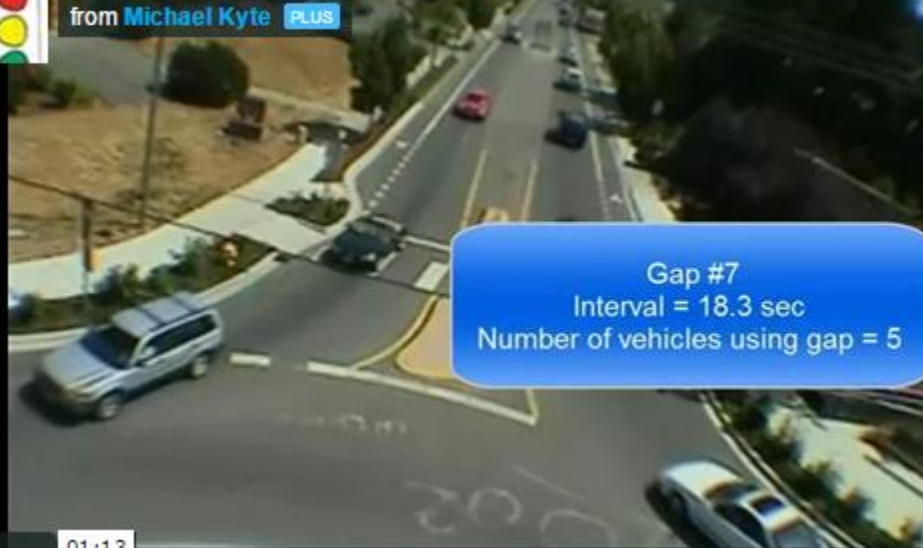 from Michael Kyte PLUS
Gap #7
Interval = 18.3 sec
Number of vehicles using gap = 5
01:13